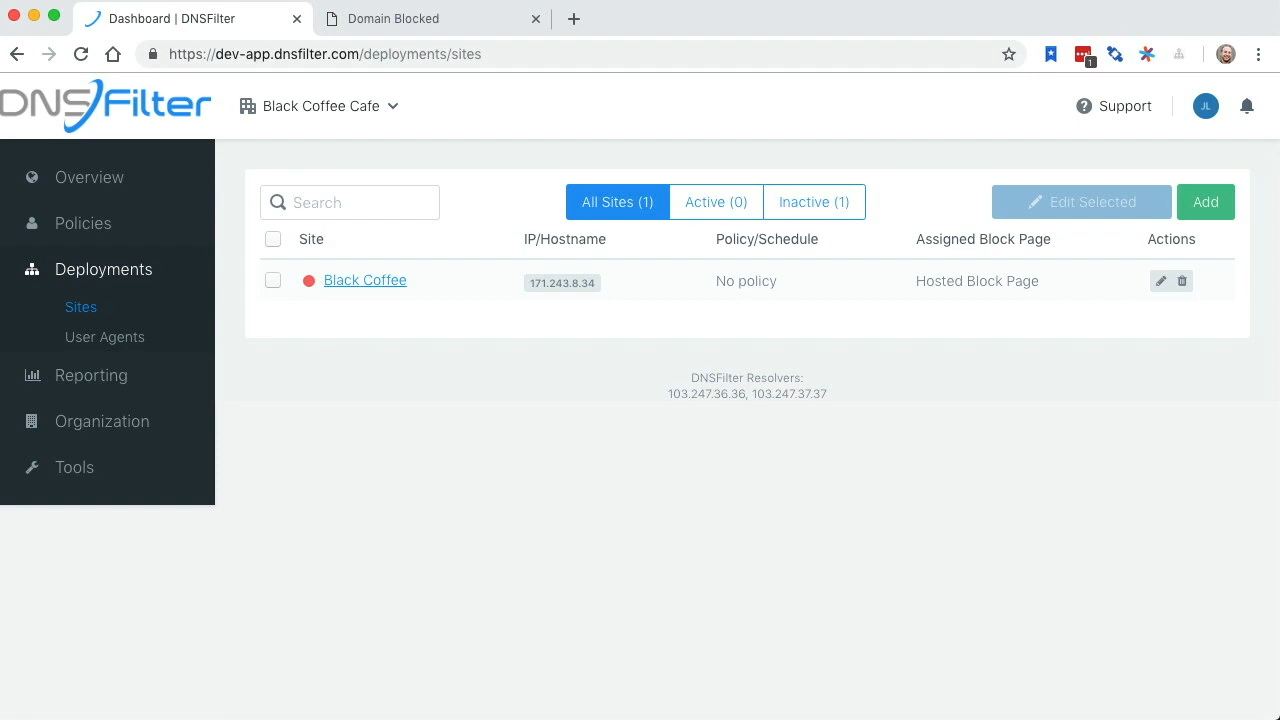 Dashboard | DNSFilter
Domain Blocked
https://dev-app.dnsfilter.com/deployments/sites
1
DNSFilter
Black Coffee Cafe
Support
JL
Overview
Policies
Deployments
Sites
User Agents
Reporting
Organization
Tools
Search
All Sites (1)
Active (0)
Inactive (1)
Edit Selected
Add
Site
IP/Hostname
Policy/Schedule
Assigned Block Page
Actions
Black Coffee
171.243.8.34
No policy
Hosted Block Page
DNSFilter Resolvers:
103.247.36.36, 103.247.37.37